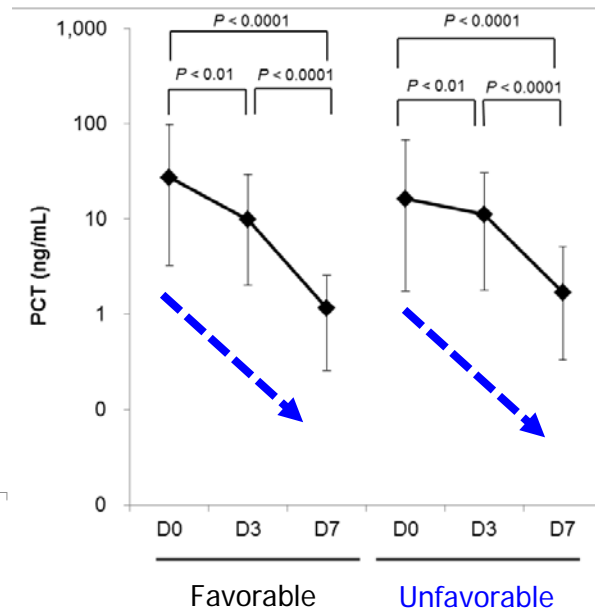 P < 0.0001
P < 0.0001
P < 0.01
P < 0.0001
P < 0.01
P < 0.0001
PCT (ng/mL)
1,000
100
10
1
0
0
D0 D3 D7 D0 D3 D7
Favorable Unfavorable